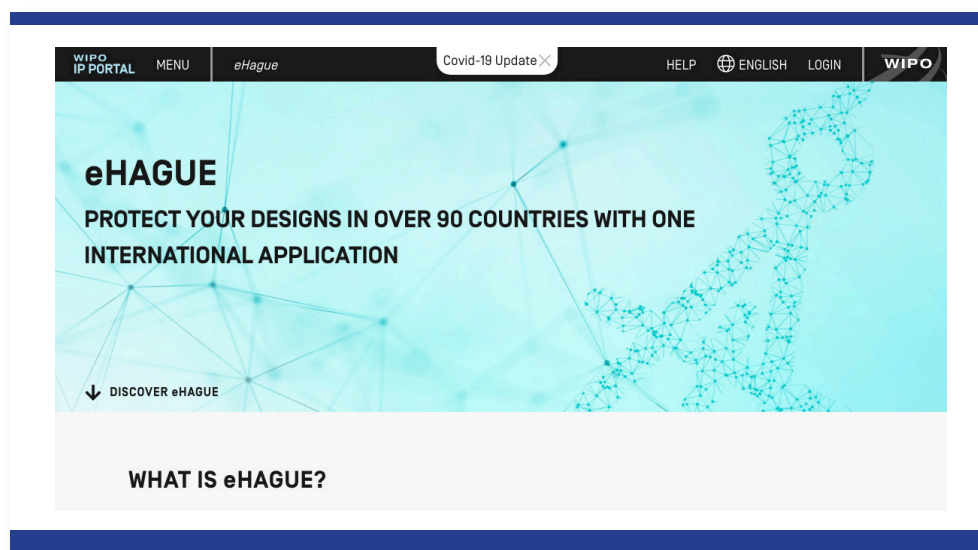 WIPO
IP PORTAL
MENU
eHague
Covid-19 Update
HELP
ENGLISH
LOGIN
WIPO
eHAGUE
PROTECT YOUR DESIGNS IN OVER 90 COUNTRIES WITH ONE
INTERNATIONAL APPLICATION
DISCOVER eHAGUE
WHAT IS eHAGUE?